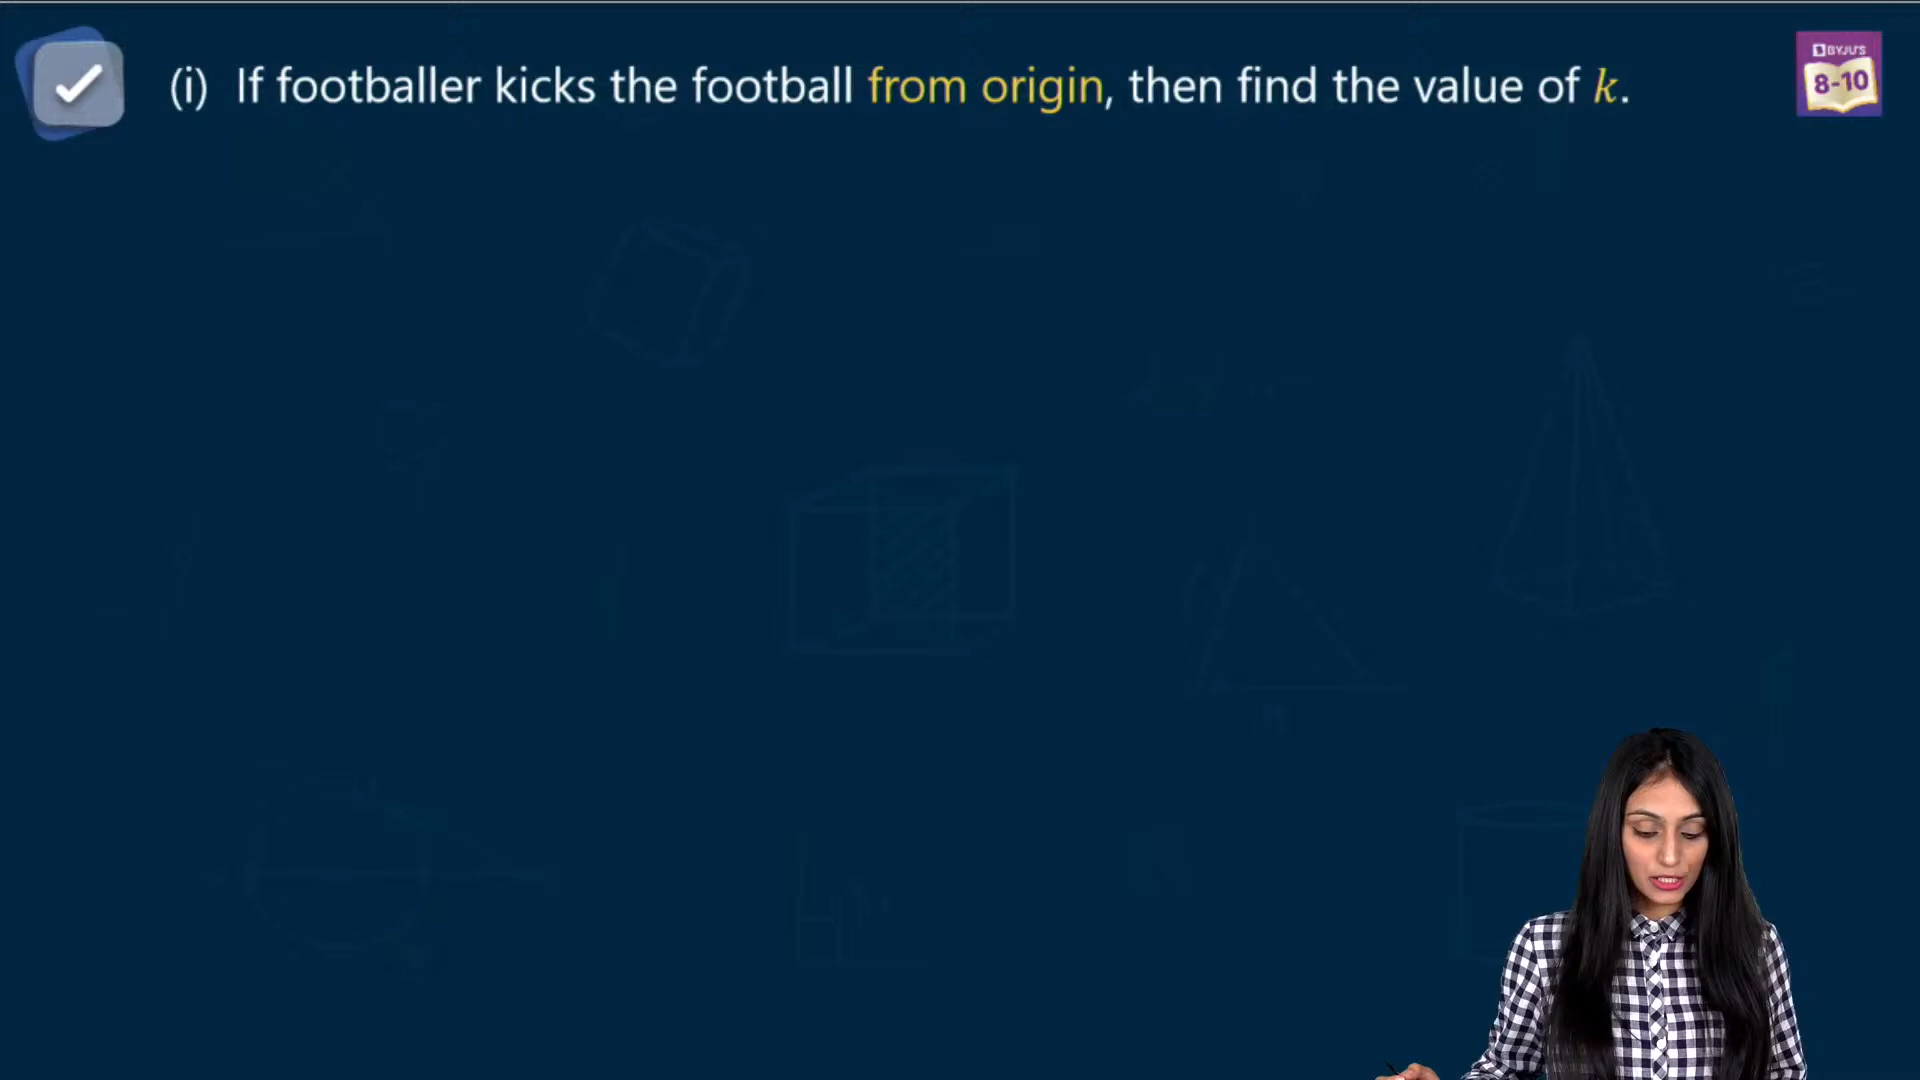 (i) If footballer kicks the football from origin, then find the value of k.
BYJU'S
8-10